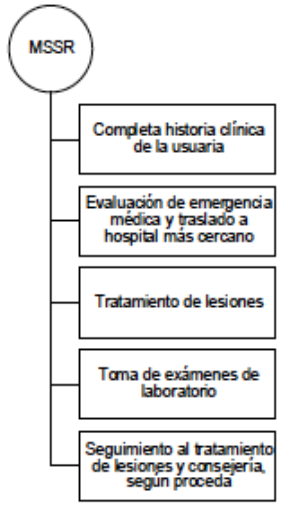 MSSR
Completa historia clínica
de la usuaria
Evaluación de emergencia
médica y traslado a
hospital más cercano
Tratamiento de lesiones
Toma de exámenes de
laboratorio
Seguimiento al tratamiento
de lesiones y consejería,
según proceda